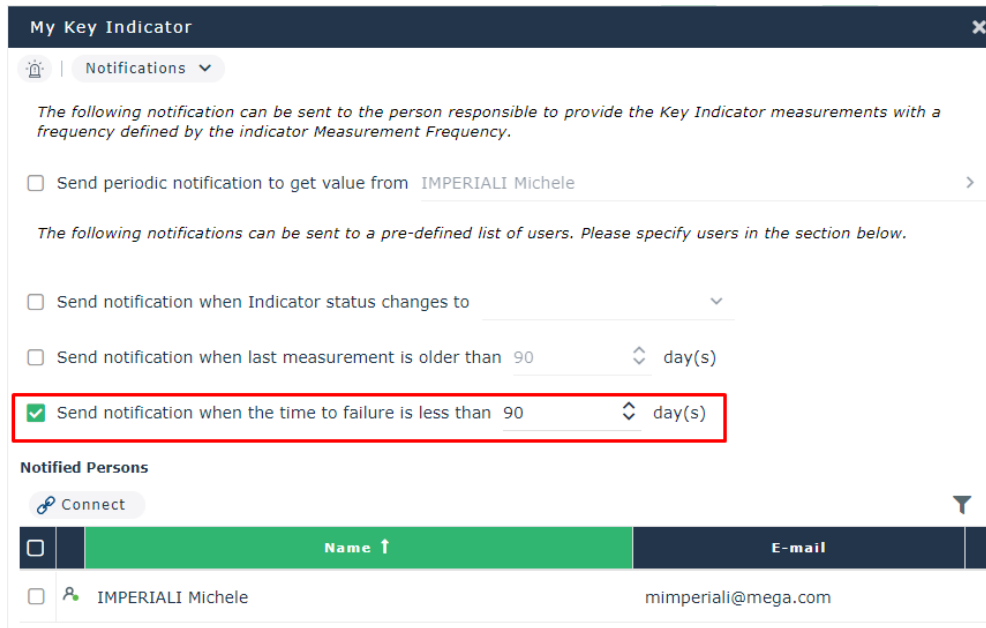 My Key Indicator
Notifications
The following notification can be sent to the person responsible to provide the Key Indicator measurements with a
frequency defined by the indicator Measurement Frequency.
Send periodic notification to get value from IMPERIALI Michele
The following notifications can be sent to a pre-defined list of users. Please specify users in the section below.
Send notification when Indicator status changes to
Send notification when last measurement is older than 90 day(s)
Send notification when the time to failure is less than 90 day(s)
Notified Persons
Connect
Name ↑ E-mail
IMPERIALI Michele mimperiali@mega.com